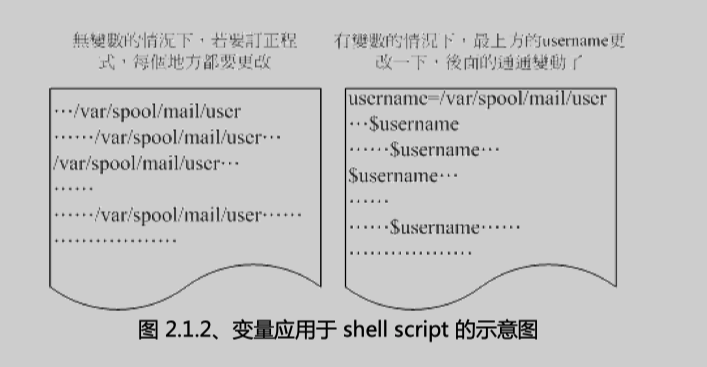 無變數的情況下，若要訂正程
式，每個地方都要更改
…/var/spool/mail/user
……/var/spool/mail/user…
/var/spool/mail/user…
……
……/var/spool/mail/user……
………………
有變數的情況下，最上方的username更
改一下，後面的通通變動了
username=/var/spool/mail/user
…$username
……$username…
$username…
……
……$username……
………………
图 2.1.2、变量应用于 shell script 的示意图